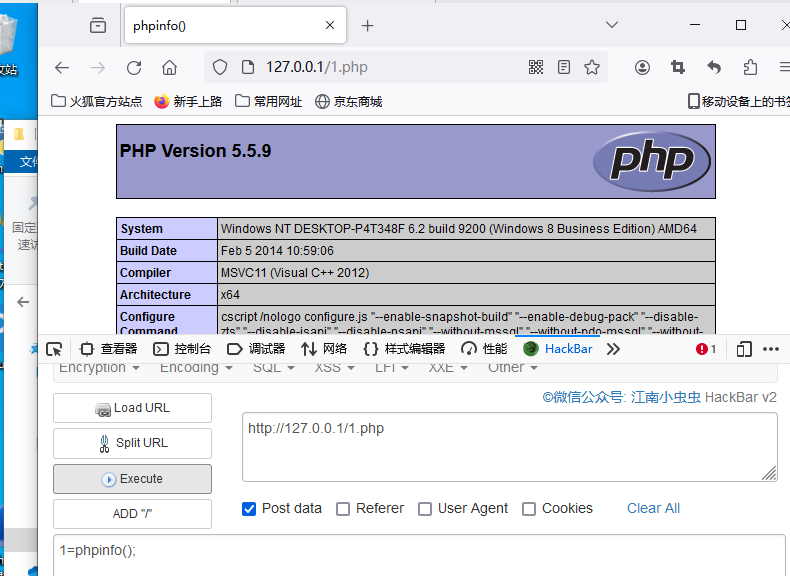 phpinfo()
127.0.0.1/1.php
火狐官方站点 新手上路 常用网址 京东商城 移动设备上的书签
文件
固定
速访
PHP Version 5.5.9
php
System Windows NT DESKTOP-P4T348F 6.2 build 9200 (Windows 8 Business Edition) AMD64
Build Date Feb 5 2014 10:59:06
Compiler MSVC11 (Visual C++ 2012)
Architecture x64
Configure Command cscript /nologo configure.js "--enable-snapshot-build" "--enable-debug-pack" "--disable-
zts" "--disable-isapi" "--disable-nsapi" "--without-mssql" "--without-pdo-mssql" "--without-
查看器 控制台 调试器 网络 {} 样式编辑器 性能 HackBar 1
Encryption Encoding SQL XSS LFI XXE Other
©微信公众号: 江南小虫虫 HackBar v2
Load URL
http://127.0.0.1/1.php
Split URL
Execute
ADD "/"
Post data Referer User Agent Cookies Clear All
1=phpinfo();